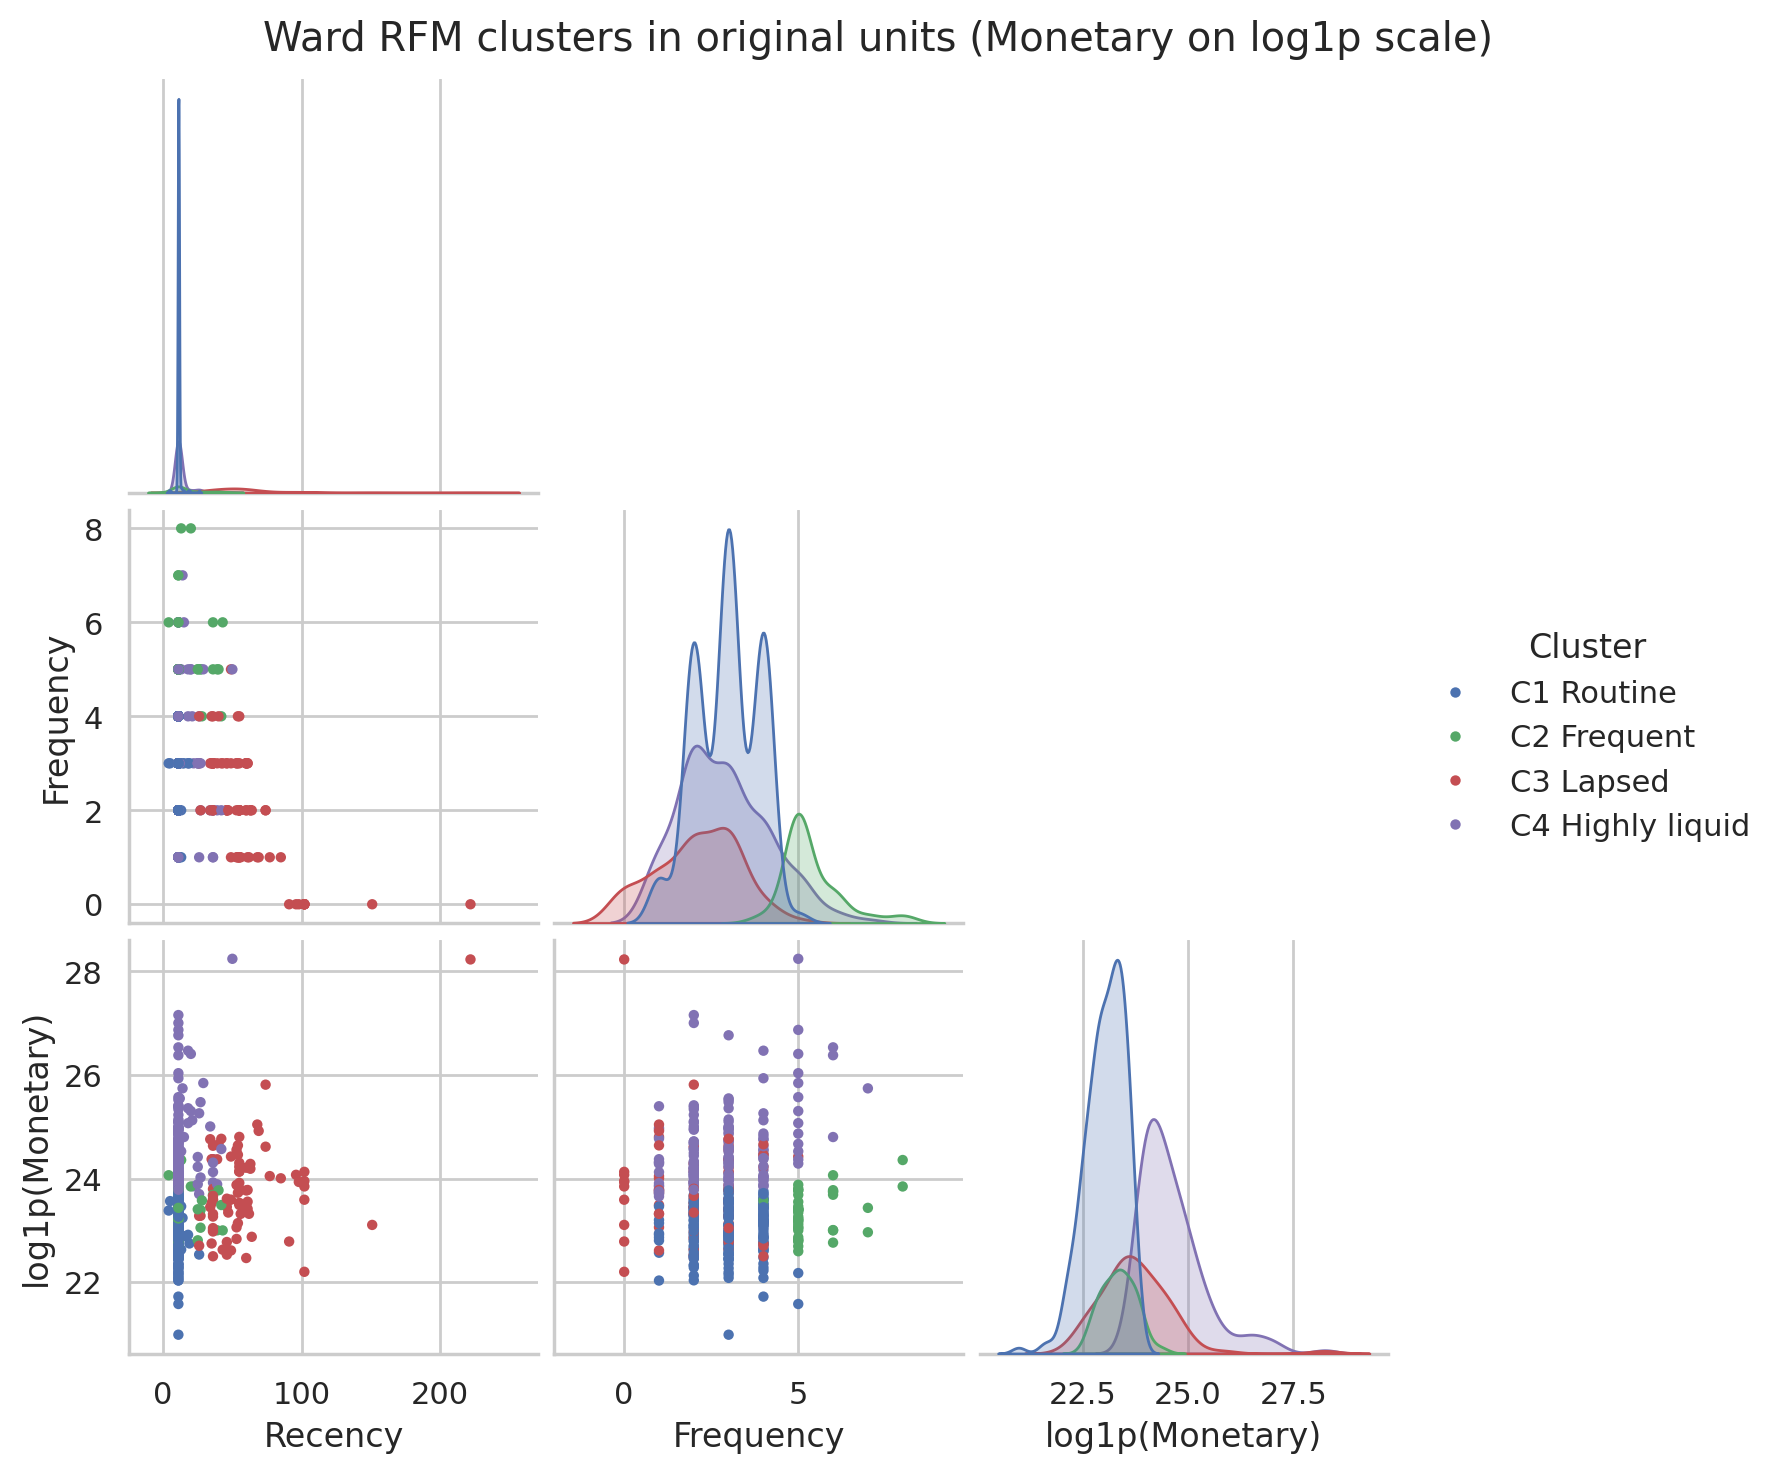 Ward RFM clusters in original units (Monetary on log1p scale)
8
6
4
2
0
Frequency
0
5
Cluster
C1 Routine
C2 Frequent
C3 Lapsed
C4 Highly liquid
28
26
24
22
log1p(Monetary)
0 100 200
Recency
0 5
Frequency
22.5 25.0 27.5
log1p(Monetary)